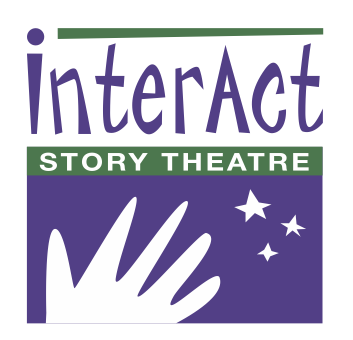 interAct
STORY THEATRE